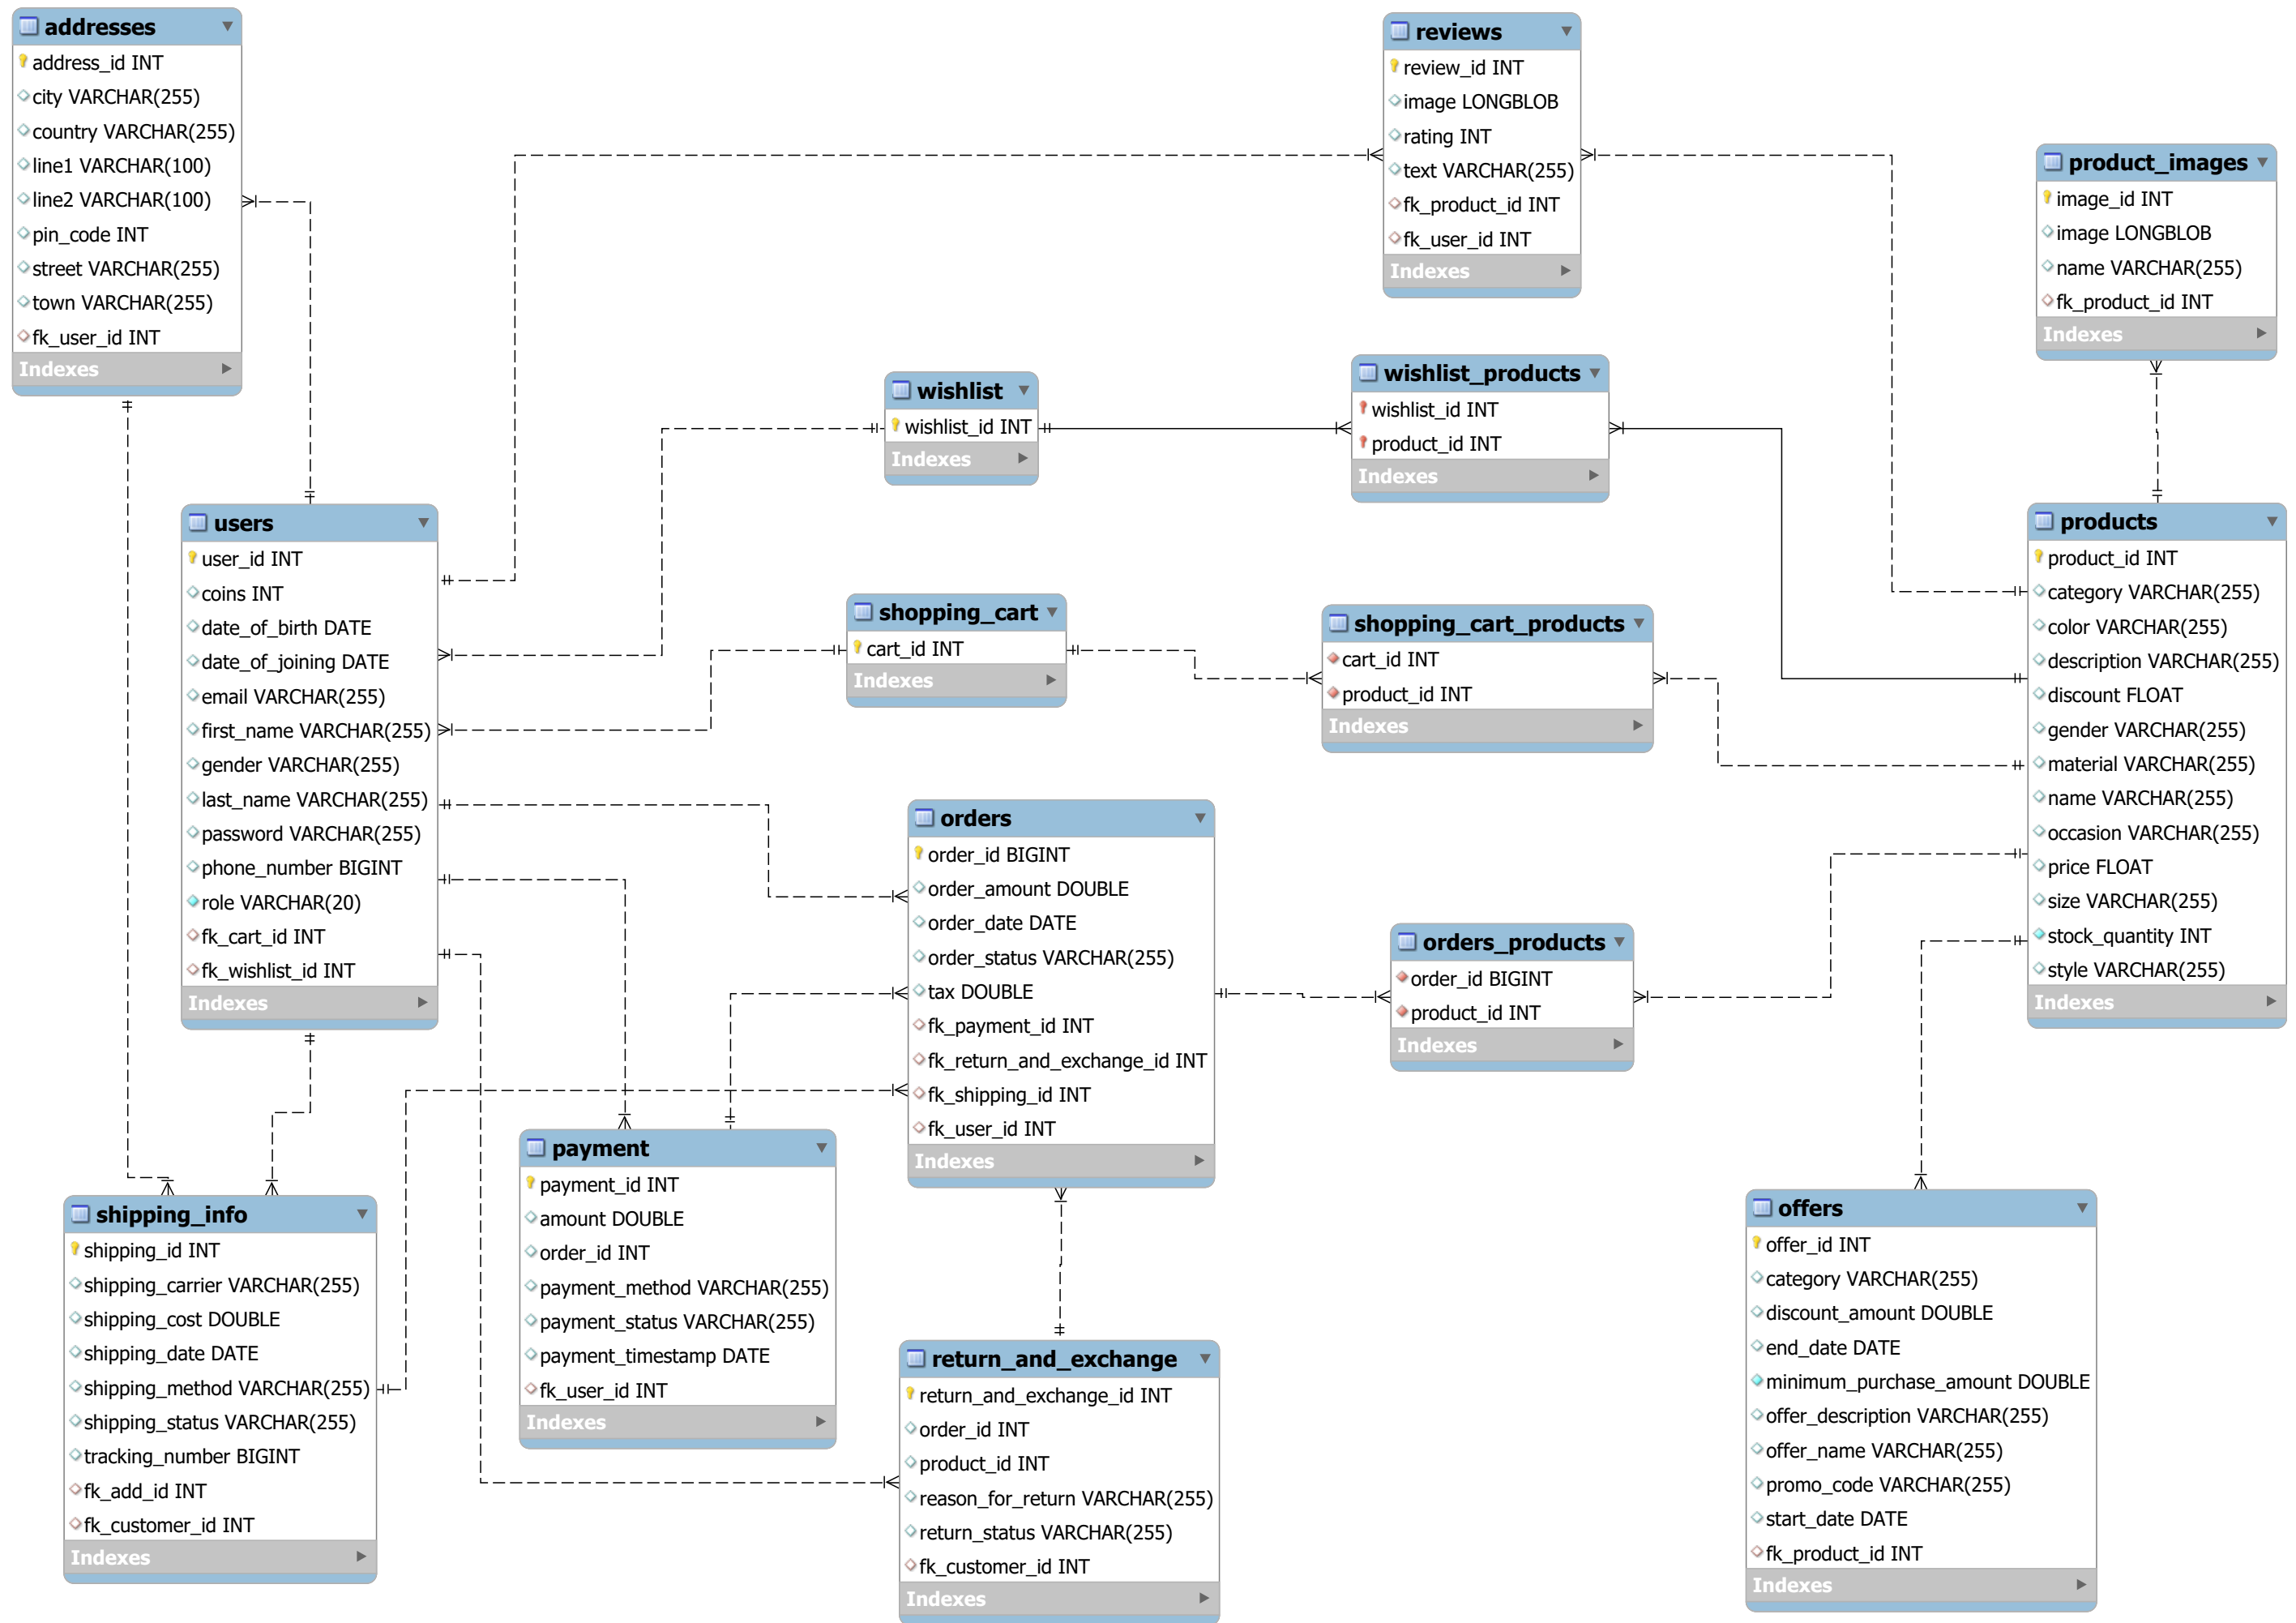 addresses
address_id INT
city VARCHAR(255)
country VARCHAR(255)
line1 VARCHAR(100)
line2 VARCHAR(100)
pin_code INT
street VARCHAR(255)
town VARCHAR(255)
fk_user_id INT
Indexes
reviews
review_id INT
image LONGBLOB
rating INT
text VARCHAR(255)
fk_product_id INT
fk_user_id INT
Indexes
product_images
image_id INT
image LONGBLOB
name VARCHAR(255)
fk_product_id INT
Indexes
wishlist
wishlist_id INT
Indexes
wishlist_products
wishlist_id INT
product_id INT
Indexes
users
user_id INT
coins INT
date_of_birth DATE
date_of_joining DATE
email VARCHAR(255)
first_name VARCHAR(255)
gender VARCHAR(255)
last_name VARCHAR(255)
password VARCHAR(255)
phone_number BIGINT
role VARCHAR(20)
fk_cart_id INT
fk_wishlist_id INT
Indexes
shopping_cart
cart_id INT
Indexes
shopping_cart_products
cart_id INT
product_id INT
Indexes
products
product_id INT
category VARCHAR(255)
color VARCHAR(255)
description VARCHAR(255)
discount FLOAT
gender VARCHAR(255)
material VARCHAR(255)
name VARCHAR(255)
occasion VARCHAR(255)
price FLOAT
size VARCHAR(255)
stock_quantity INT
style VARCHAR(255)
Indexes
orders
order_id BIGINT
order_amount DOUBLE
order_date DATE
order_status VARCHAR(255)
tax DOUBLE
fk_payment_id INT
fk_return_and_exchange_id INT
fk_shipping_id INT
fk_user_id INT
Indexes
orders_products
order_id BIGINT
product_id INT
Indexes
shipping_info
shipping_id INT
shipping_carrier VARCHAR(255)
shipping_cost DOUBLE
shipping_date DATE
shipping_method VARCHAR(255)
shipping_status VARCHAR(255)
tracking_number BIGINT
fk_add_id INT
fk_customer_id INT
Indexes
payment
payment_id INT
amount DOUBLE
order_id INT
payment_method VARCHAR(255)
payment_status VARCHAR(255)
payment_timestamp DATE
fk_user_id INT
Indexes
return_and_exchange
return_and_exchange_id INT
order_id INT
product_id INT
reason_for_return VARCHAR(255)
return_status VARCHAR(255)
fk_customer_id INT
Indexes
offers
offer_id INT
category VARCHAR(255)
discount_amount DOUBLE
end_date DATE
minimum_purchase_amount DOUBLE
offer_description VARCHAR(255)
offer_name VARCHAR(255)
promo_code VARCHAR(255)
start_date DATE
fk_product_id INT
Indexes